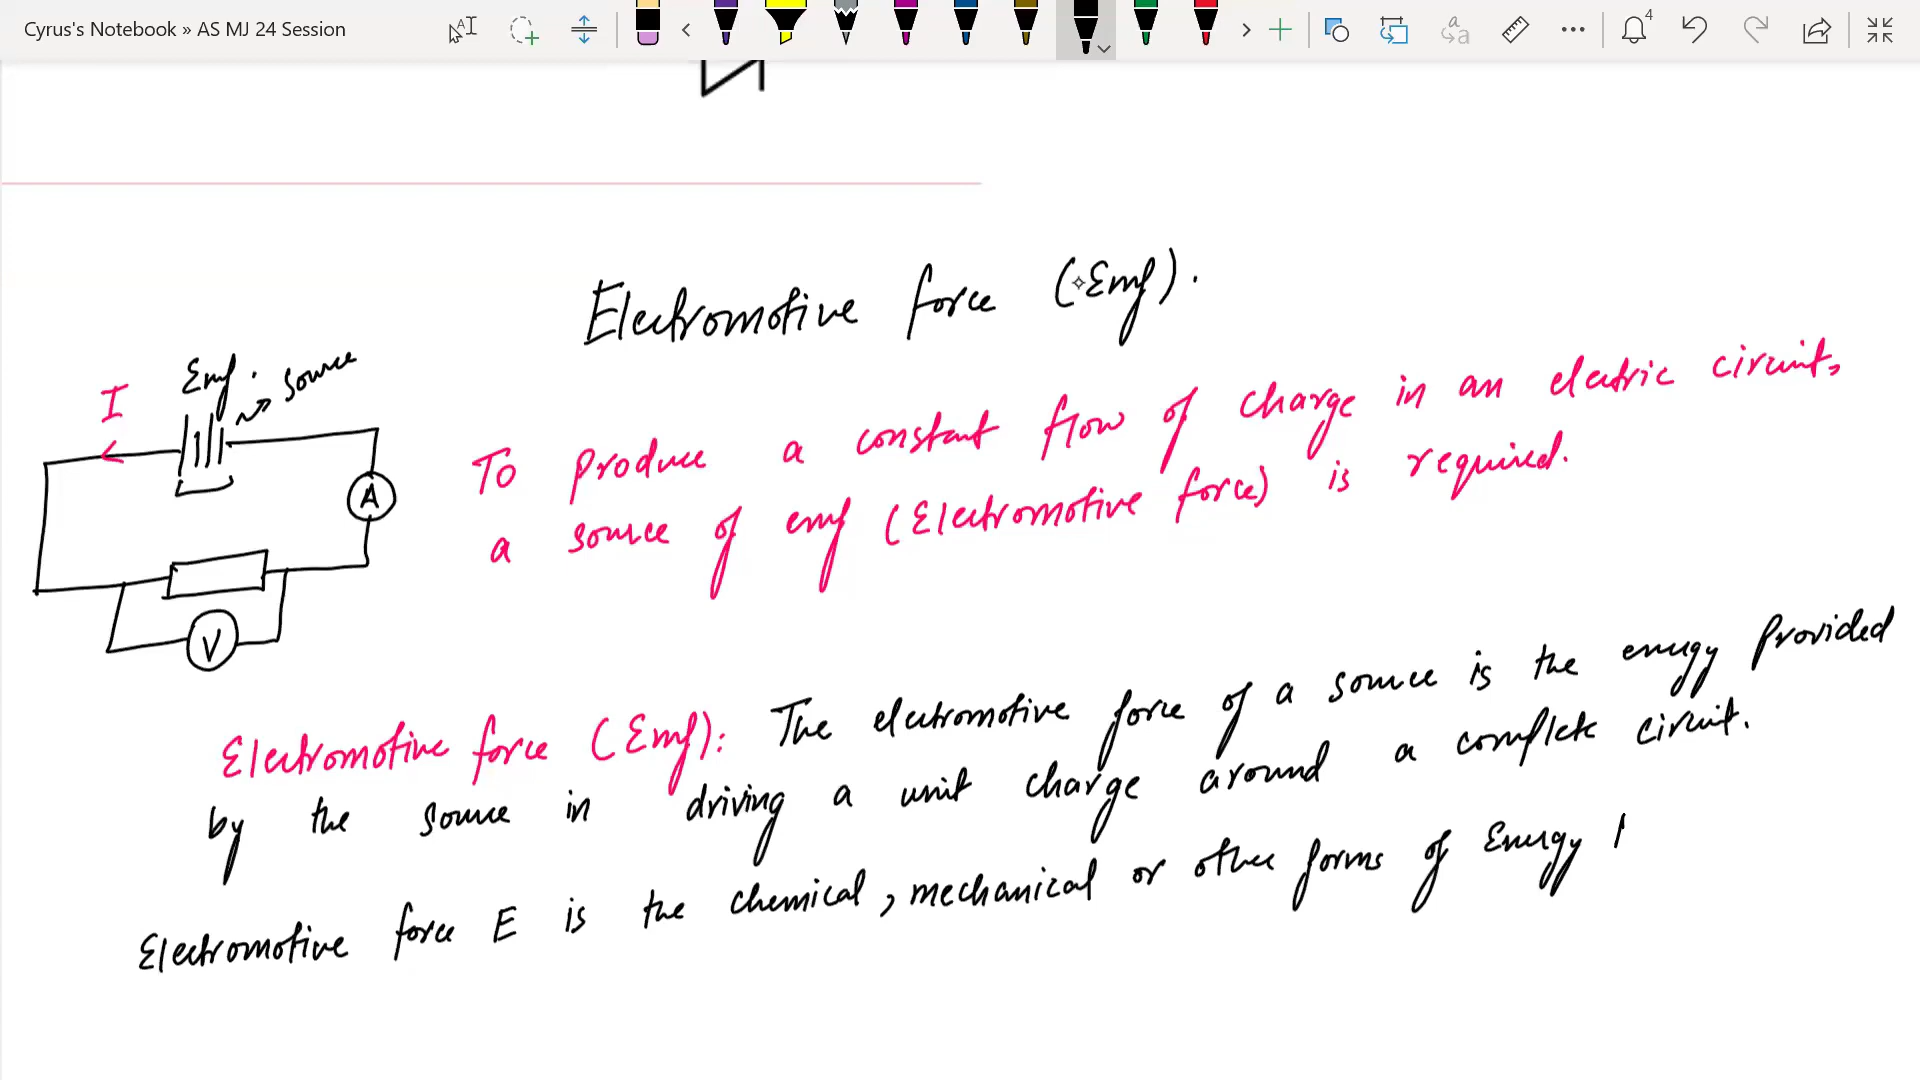 Cyrus's Notebook » AS MJ 24 Session
4
Electromotive force (Emf).
Emf. source
I
A
V
To produce a constant flow of charge in an electric circuit,
a source of emf (Electromotive force) is required.
Electromotive force (Emf): The electromotive force of a source is the energy provided
by the source in driving a unit charge around a complete circuit.
Electromotive force E is the chemical, mechanical or other forms of Energy